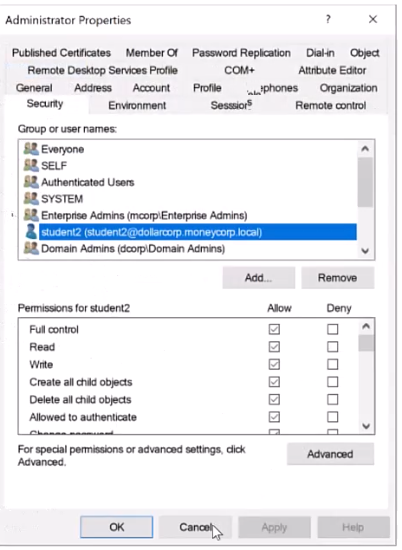 Administrator Properties ? ×
Published Certificates Member Of Password Replication Dial-in Object
Remote Desktop Services Profile COM+ Attribute Editor
General Address Account Profile Organization
Security Environment Sessions Remote control
Group or user names:
Everyone
SELF
Authenticated Users
SYSTEM
Enterprise Admins (mcorp\Enterprise Admins)
student2 (student2@dollarcorp.moneycorp.local)
Domain Admins (dcorp\Domain Admins)
Add... Remove
Permissions for student2 Allow Deny
Full control
Read
Write
Create all child objects
Delete all child objects
Allowed to authenticate
For special permissions or advanced settings, click
Advanced.
Advanced
OK Cancel Apply Help